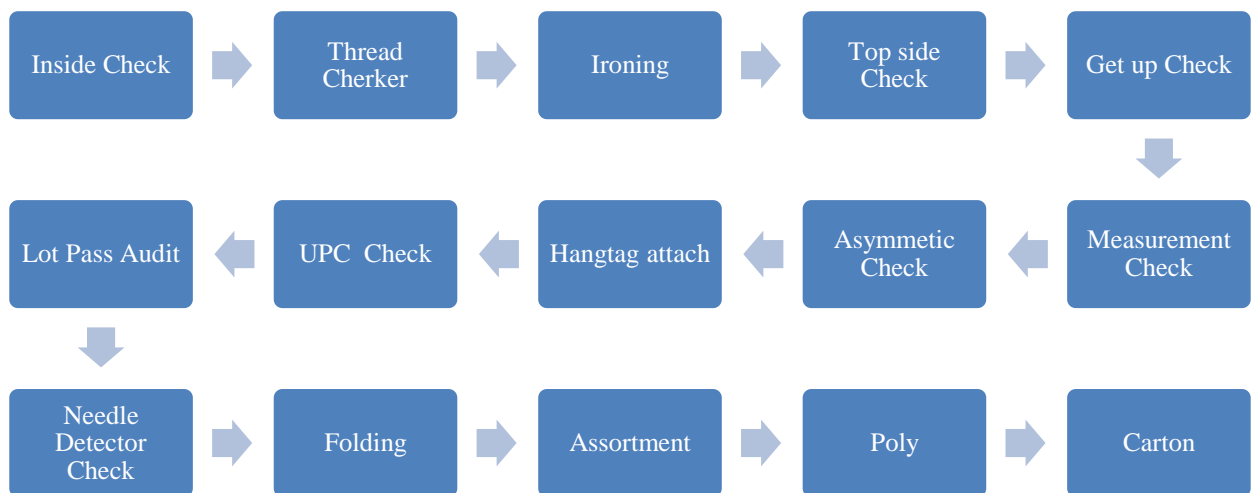 Inside Check
Thread
Cherker
Ironing
Top side
Check
Get up Check
Measurement
Check
Asymmetic
Check
Hangtag attach
UPC  Check
Lot Pass Audit
Needle
Detector
Check
Folding
Assortment
Poly
Carton